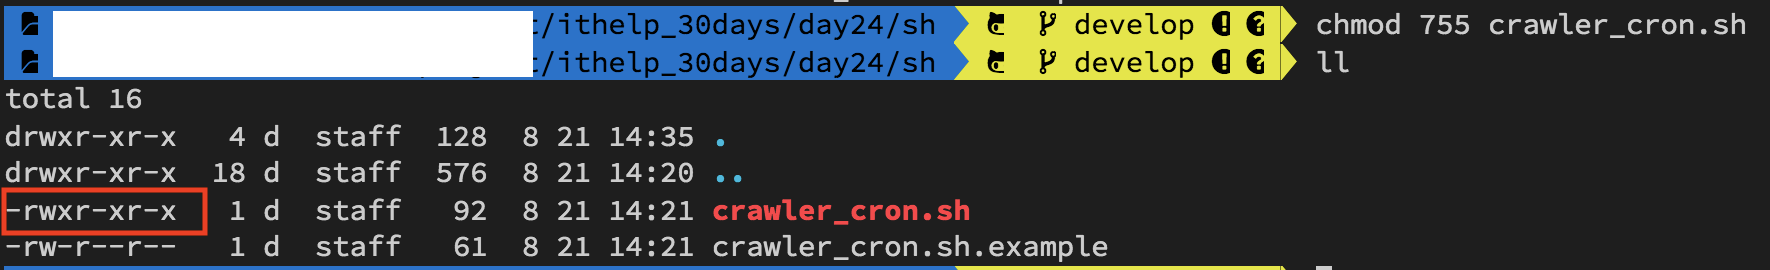 t/ithelp_30days/day24/sh develop chmod 755 crawler_cron.sh
t/ithelp_30days/day24/sh develop ll
total 16
drwxr-xr-x 4 d staff 128 8 21 14:35 .
drwxr-xr-x 18 d staff 576 8 21 14:20 ..
-rwxr-xr-x 1 d staff 92 8 21 14:21 crawler_cron.sh
-rw-r--r-- 1 d staff 61 8 21 14:21 crawler_cron.sh.example